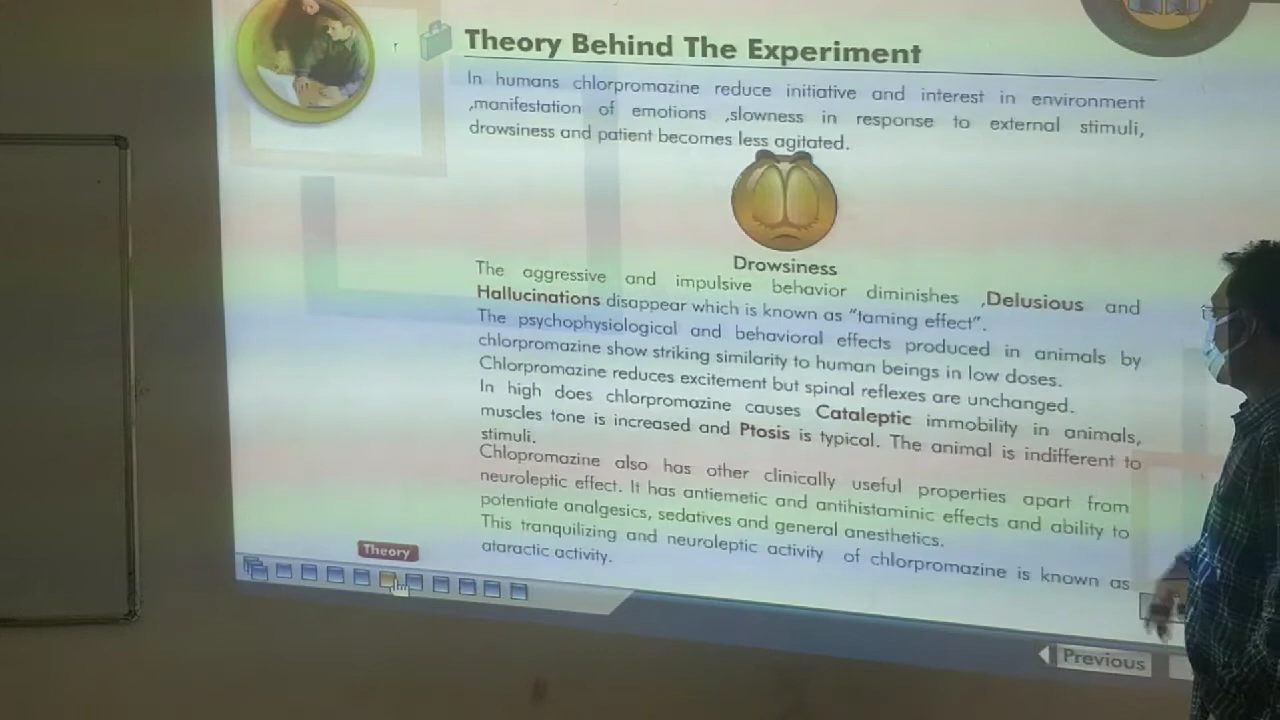 Theory Behind The Experiment
In humans chlorpromazine reduce initiative and interest in environment
,manifestation of emotions ,slowness in response to external stimuli,
drowsiness and patient becomes less agitated.
Drowsiness
The aggressive and impulsive behavior diminishes ,Delusious and
Hallucinations disappear which is known as "taming effect".
The psychophysiological and behavioral effects produced in animals by
chlorpromazine show striking similarity to human beings in low doses.
Chlorpromazine reduces excitement but spinal reflexes are unchanged.
In high does chlorpromazine causes Cataleptic immobility in animals,
muscles tone is increased and Ptosis is typical. The animal is indifferent to
stimuli.
Chlopromazine also has other clinically useful properties apart from
neuroleptic effect. It has antiemetic and antihistaminic effects and ability to
potentiate analgesics, sedatives and general anesthetics.
This tranquilizing and neuroleptic activity of chlorpromazine is known as
ataractic activity.
Theory
Previous